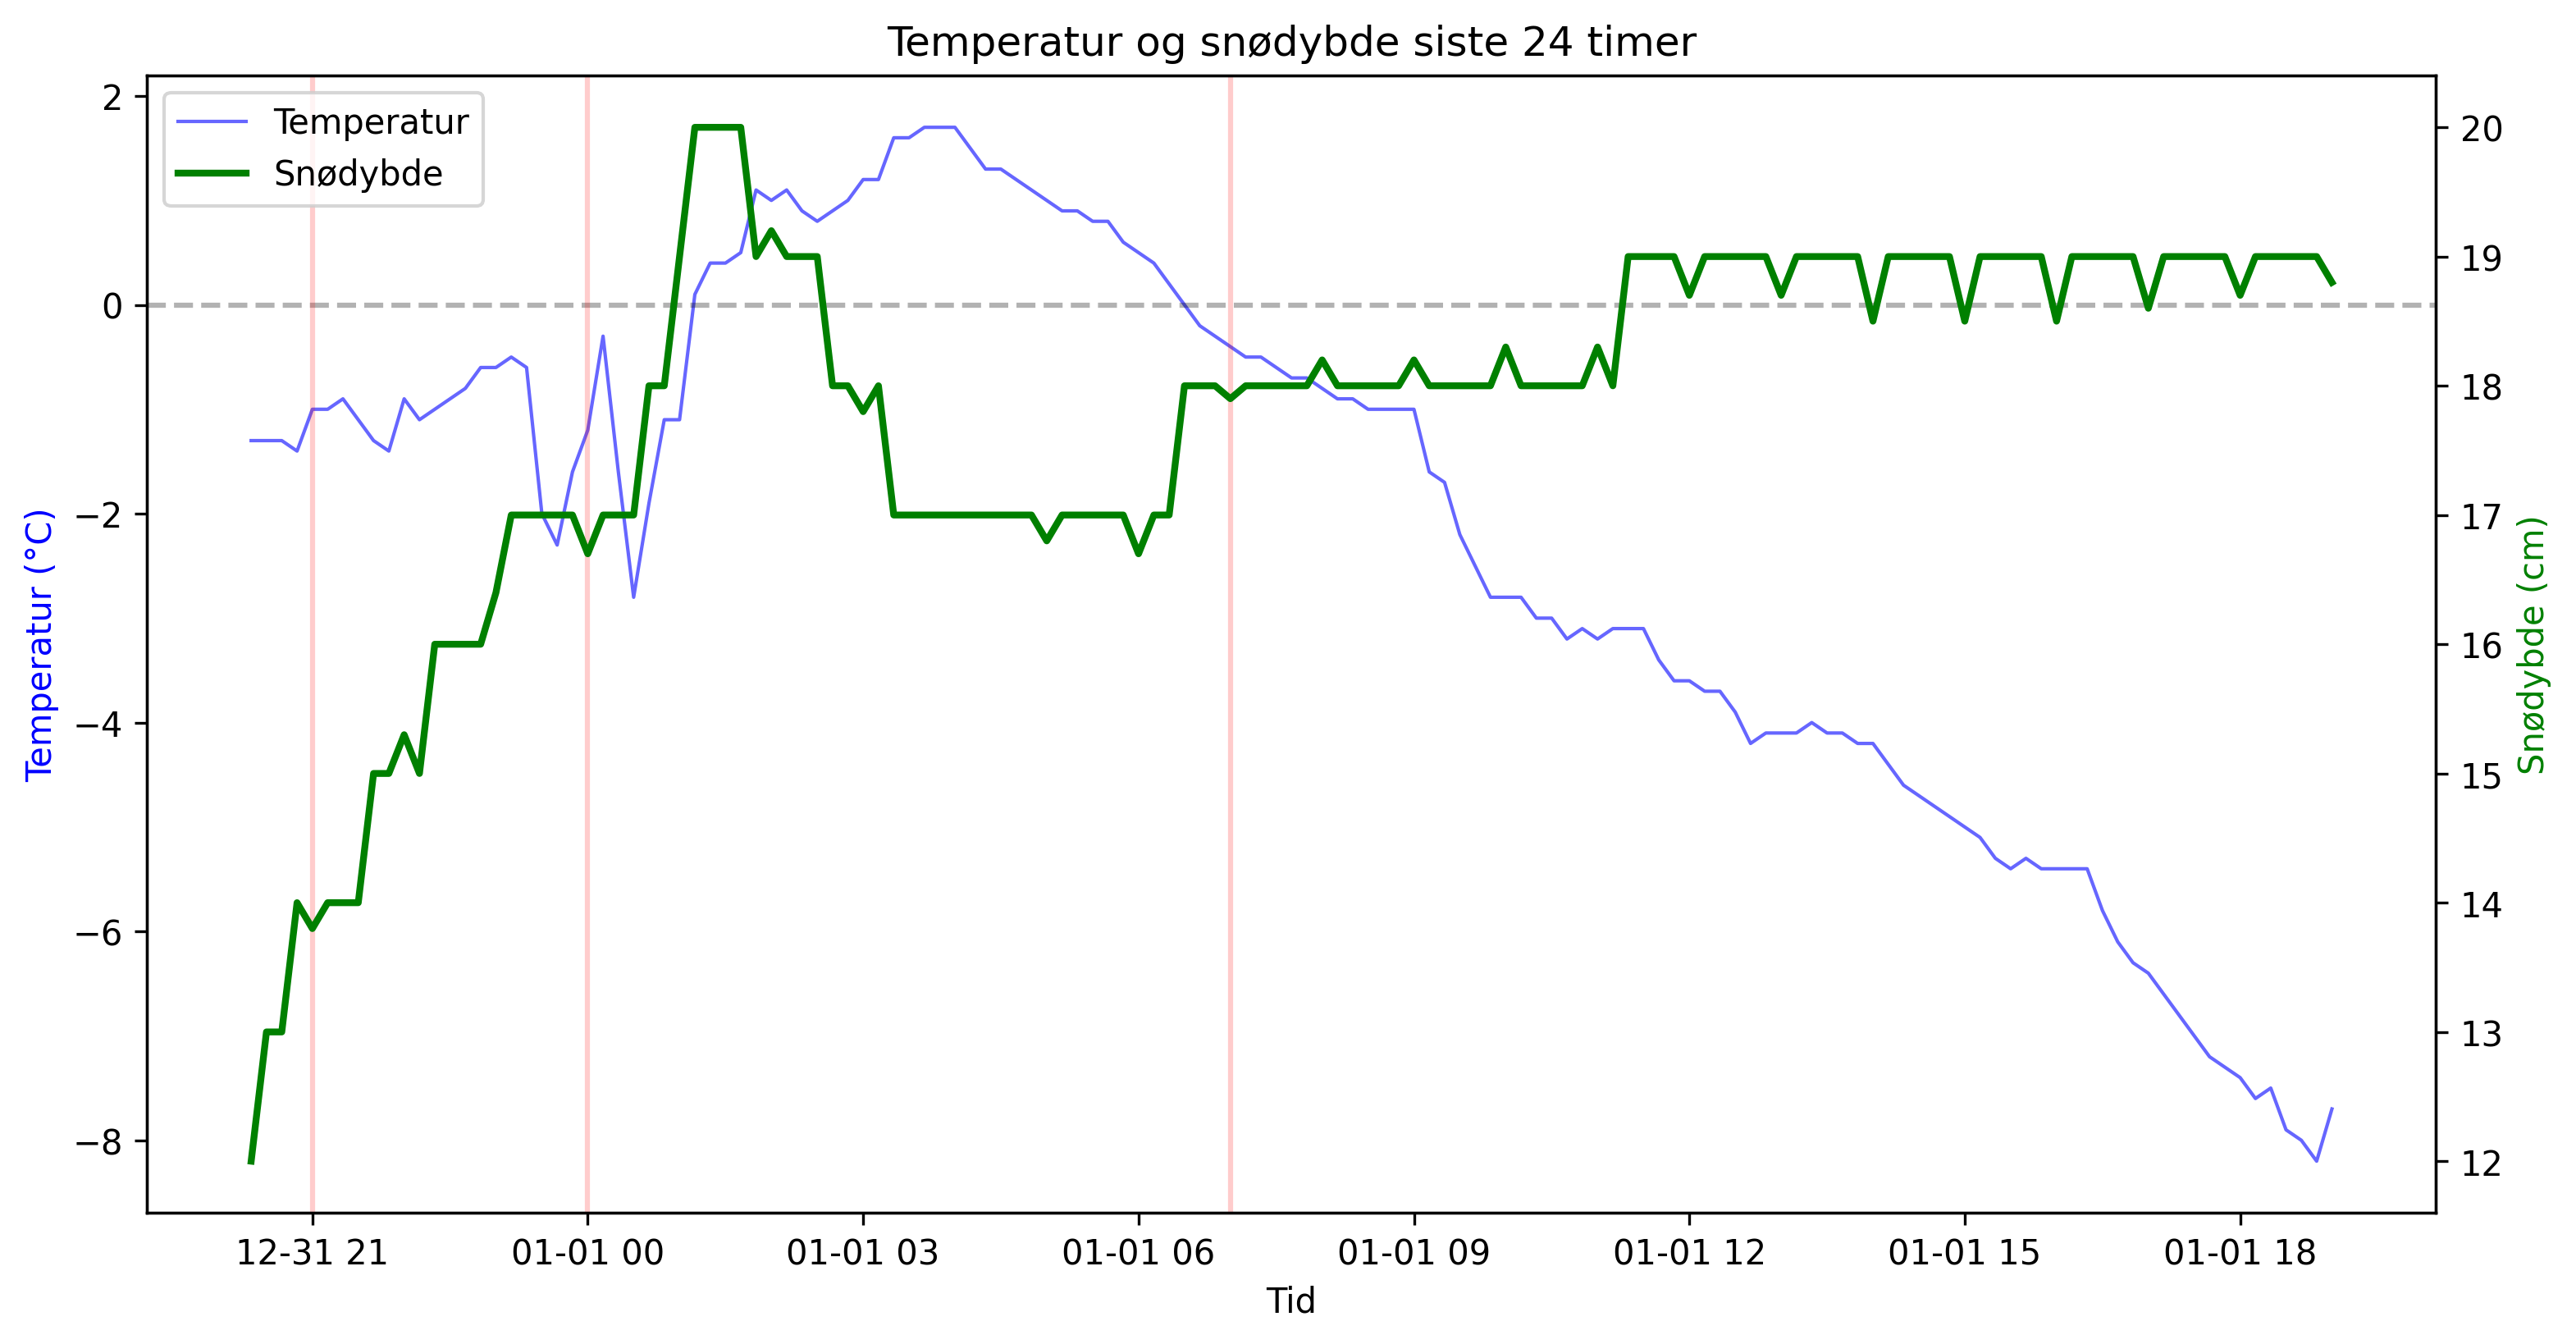 Temperatur og snødybde siste 24 timer
Temperatur
Snødybde
2
0
−2
−4
−6
−8
Temperatur (°C)
20
19
18
17
16
15
14
13
12
Snødybde (cm)
12-31 21 01-01 00 01-01 03 01-01 06 01-01 09 01-01 12 01-01 15 01-01 18
Tid